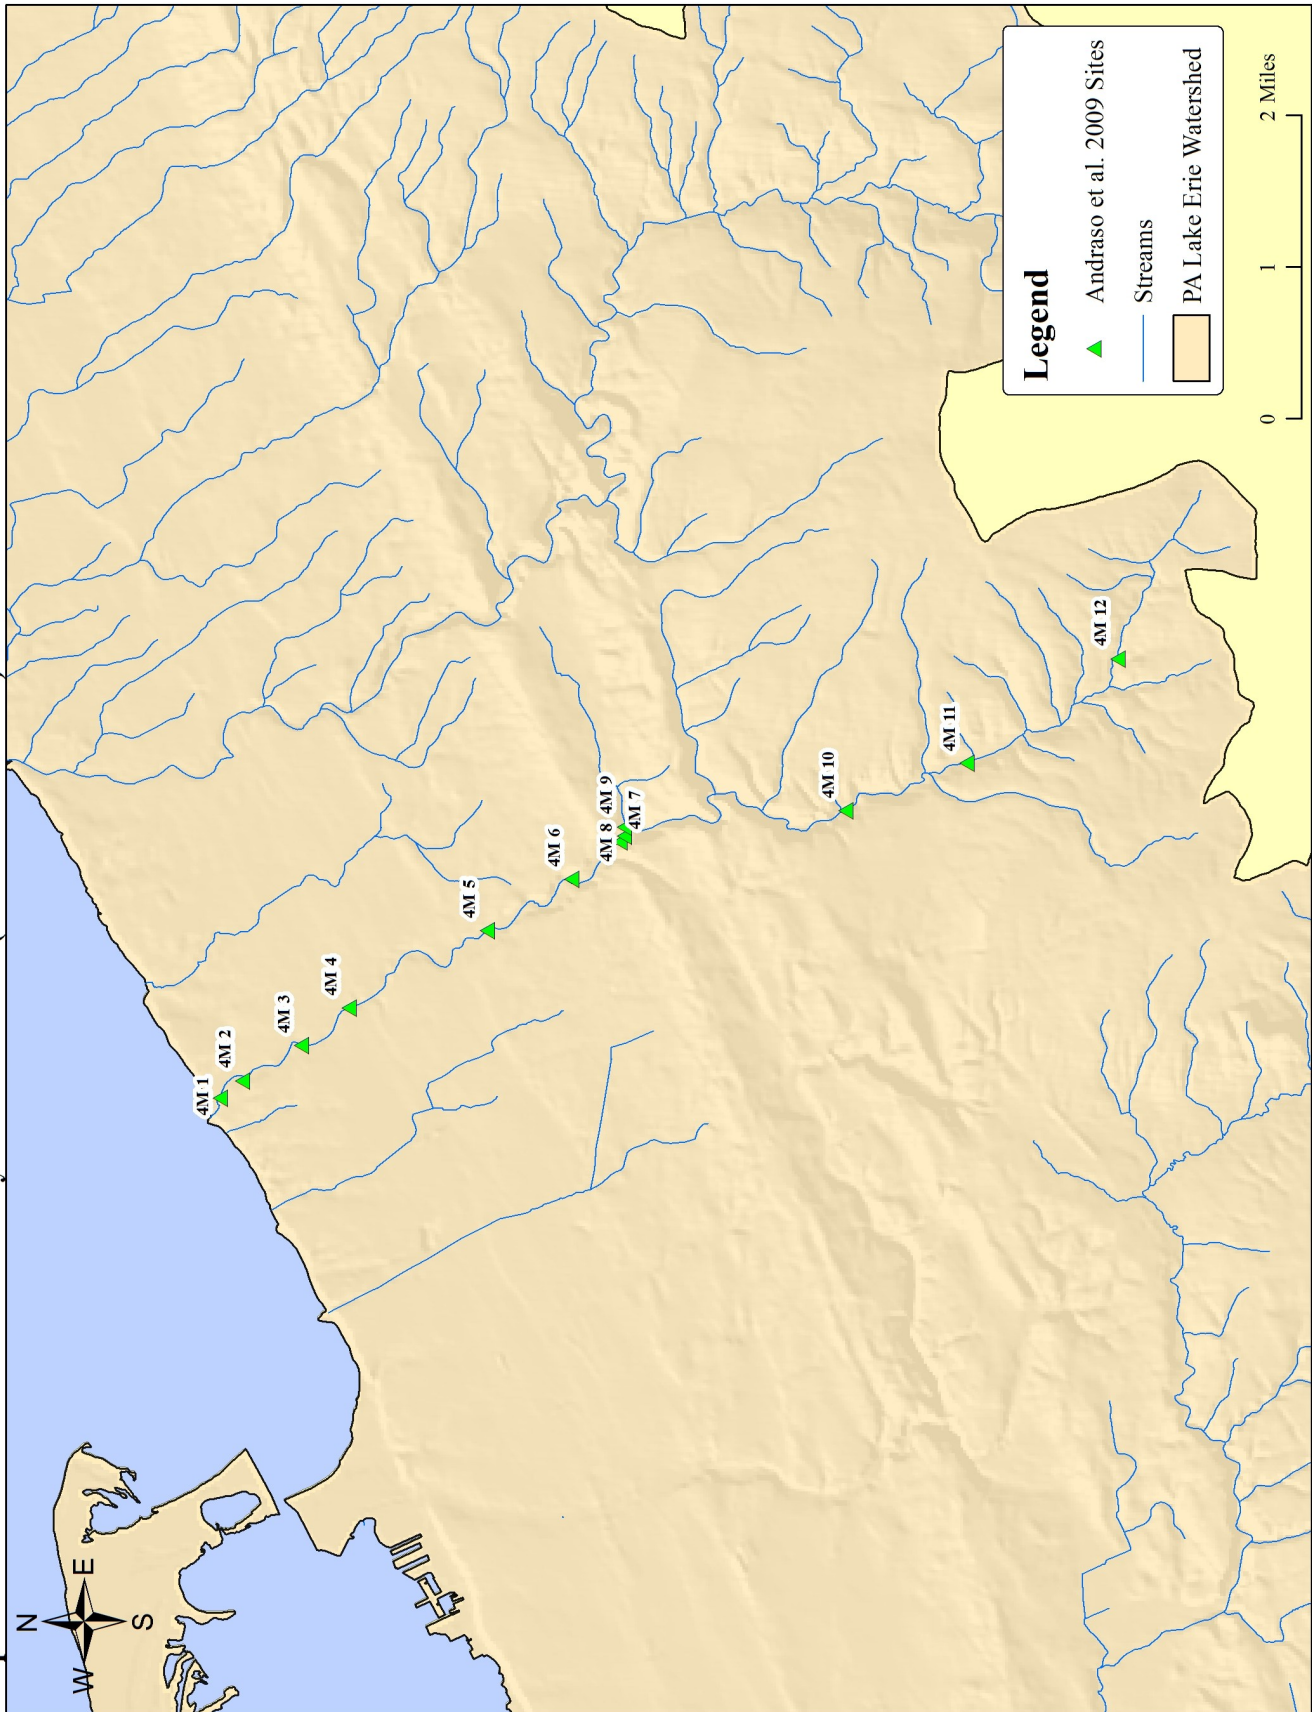 N
W
E
S
4M 1
4M 2
4M 3
4M 4
4M 5
4M 6
4M 8
4M 9
4M 7
4M 10
4M 11
4M 12
Legend
Andraso et al. 2009 Sites
Streams
PA Lake Erie Watershed
0
1
2 Miles